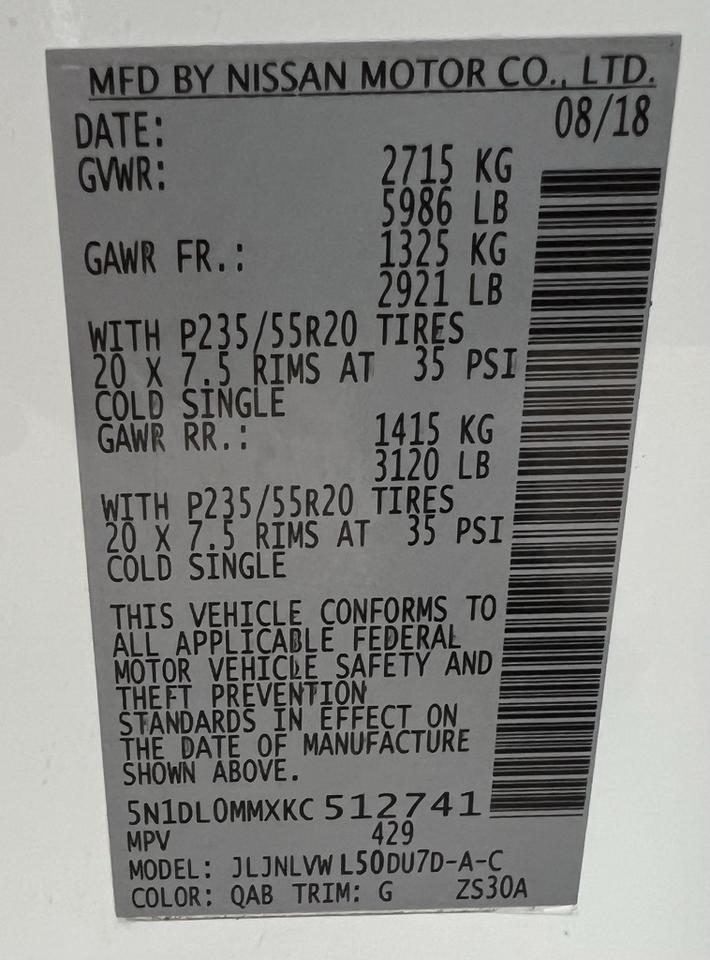 MFD BY NISSAN MOTOR CO., LTD.
DATE: 08/18
GVWR: 2715 KG
5986 LB
GAWR FR.: 1325 KG
2921 LB
WITH P235/55R20 TIRES
20 X 7.5 RIMS AT 35 PSI
COLD SINGLE
GAWR RR.: 1415 KG
3120 LB
WITH P235/55R20 TIRES
20 X 7.5 RIMS AT 35 PSI
COLD SINGLE
THIS VEHICLE CONFORMS TO
ALL APPLICABLE FEDERAL
MOTOR VEHICLE SAFETY AND
THEFT PREVENTION
STANDARDS IN EFFECT ON
THE DATE OF MANUFACTURE
SHOWN ABOVE.
5N1DL0MMXKC 512741
MPV 429
MODEL: JLJNLVW L50DU7D-A-C
COLOR: QAB TRIM: G ZS30A